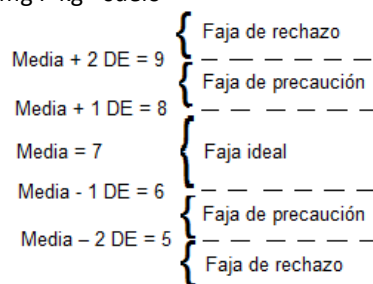 Faja de rechazo
Media + 2 DE = 9
Faja de precaución
Media + 1 DE = 8
Media = 7
Faja ideal
Media - 1 DE = 6
Faja de precaución
Media – 2 DE = 5
Faja de rechazo